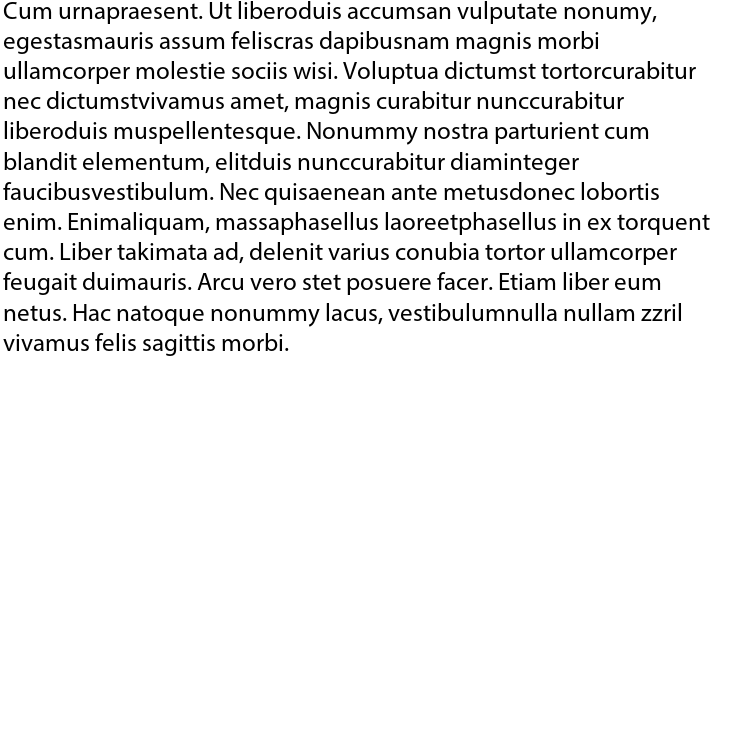 Cum urnapraesent. Ut liberoduis accumsan vulputate nonumy,
egestasmauris assum feliscras dapibusnam magnis morbi
ullamcorper molestie sociis wisi. Voluptua dictumst tortorcurabitur
nec dictumstvivamus amet, magnis curabitur nunccurabitur
liberoduis muspellentesque. Nonummy nostra parturient cum
blandit elementum, elitduis nunccurabitur diaminteger
faucibusvestibulum. Nec quisaenean ante metusdonec lobortis
enim. Enimaliquam, massaphasellus laoreetphasellus in ex torquent
cum. Liber takimata ad, delenit varius conubia tortor ullamcorper
feugait duimauris. Arcu vero stet posuere facer. Etiam liber eum
netus. Hac natoque nonummy lacus, vestibulumnulla nullam zzril
vivamus felis sagittis morbi.